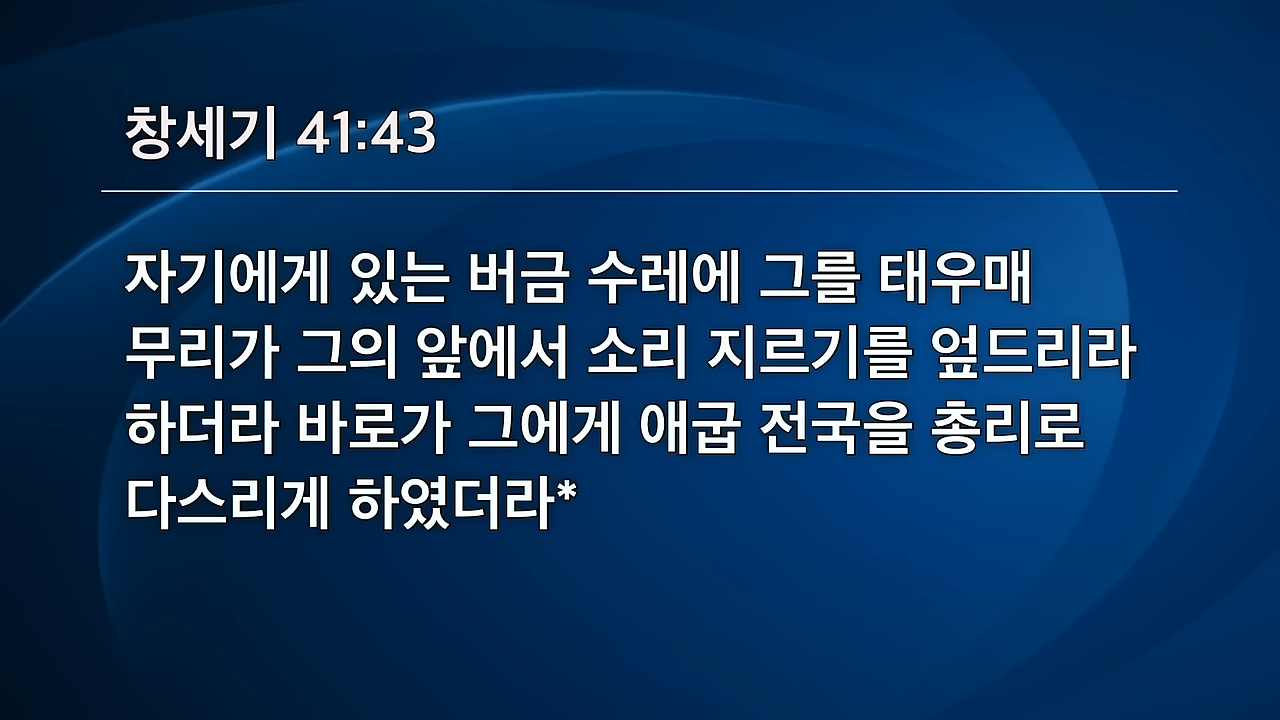 창세기 41:43
자기에게 있는 버금 수레에 그를 태우매
무리가 그의 앞에서 소리 지르기를 엎드리라
하더라 바로가 그에게 애굽 전국을 총리로
다스리게 하였더라*